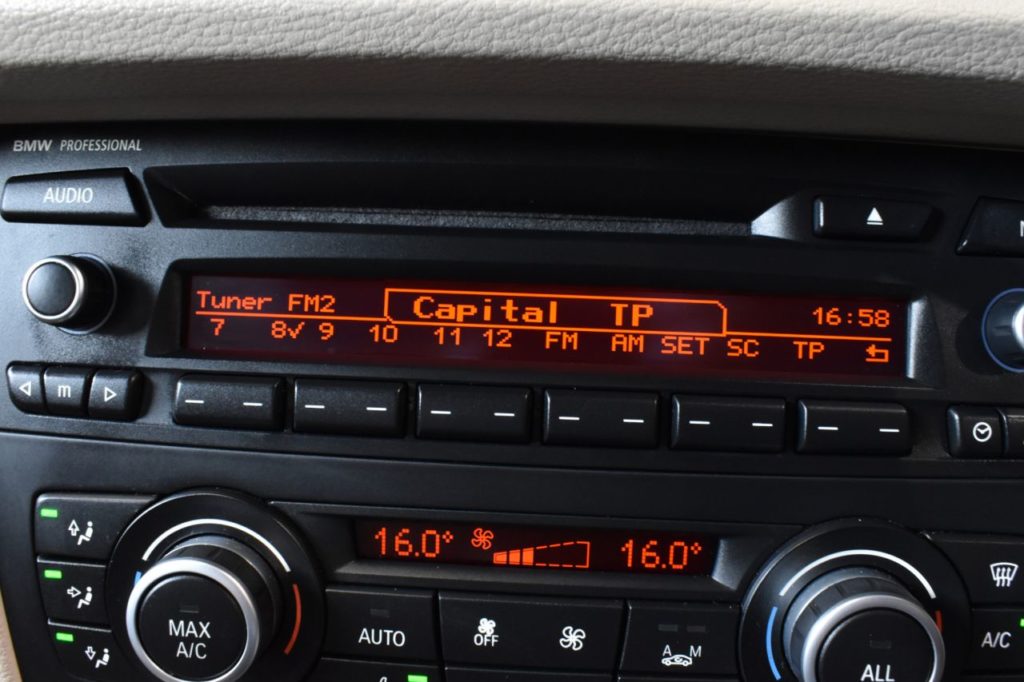 BMW PROFESSIONAL
AUDIO
Tuner FM2
Capital TP
16:58
7 8✓ 9 10 11 12 FM AM SET SC TP
m
16.0° 16.0°
MAX
A/C
AUTO
OFF
A M
ALL
A/C